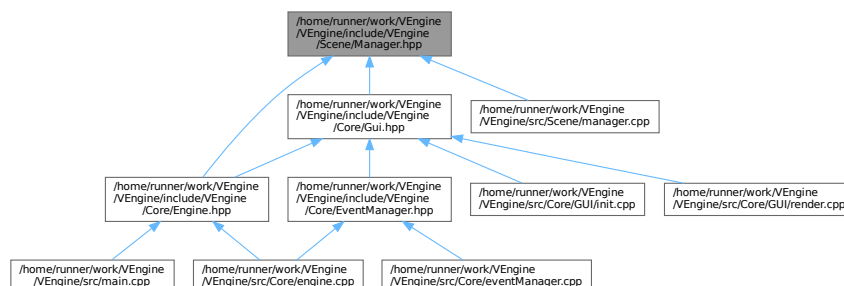 /home/runner/work/VEngine
/VEngine/include/VEngine
/Scene/Manager.hpp
/home/runner/work/VEngine
/VEngine/include/VEngine
/Core/Gui.hpp
/home/runner/work/VEngine
/VEngine/src/Scene/manager.cpp
/home/runner/work/VEngine
/VEngine/include/VEngine
/Core/Engine.hpp
/home/runner/work/VEngine
/VEngine/include/VEngine
/Core/EventManager.hpp
/home/runner/work/VEngine
/VEngine/src/Core/GUI/init.cpp
/home/runner/work/VEngine
/VEngine/src/Core/GUI/render.cpp
/home/runner/work/VEngine
/VEngine/src/main.cpp
/home/runner/work/VEngine
/VEngine/src/Core/engine.cpp
/home/runner/work/VEngine
/VEngine/src/Core/eventManager.cpp